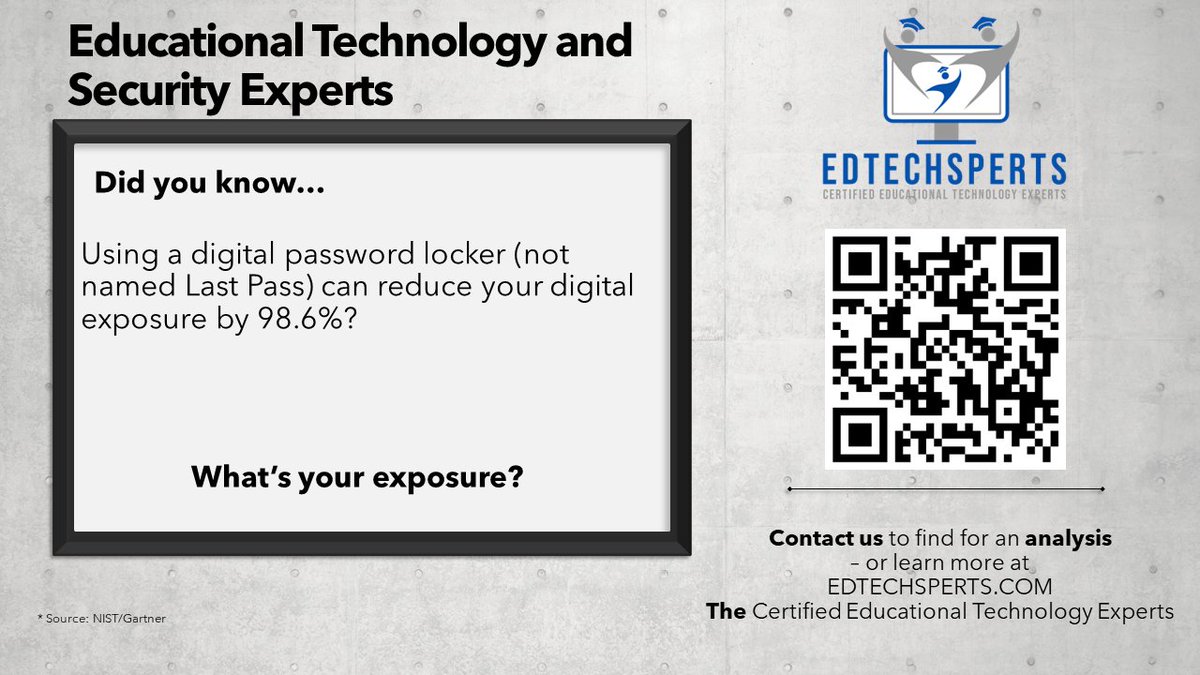 Educational Technology and
Security Experts
Did you know...
Using a digital password locker (not
named Last Pass) can reduce your digital
exposure by 98.6%?
What’s your exposure?
* Source: NIST/Gartner
EDTECHSPERTS
CERTIFIED EDUCATIONAL TECHNOLOGY EXPERTS
Contact us to find for an analysis
– or learn more at
EDTECHSPERTS.COM
The Certified Educational Technology Experts